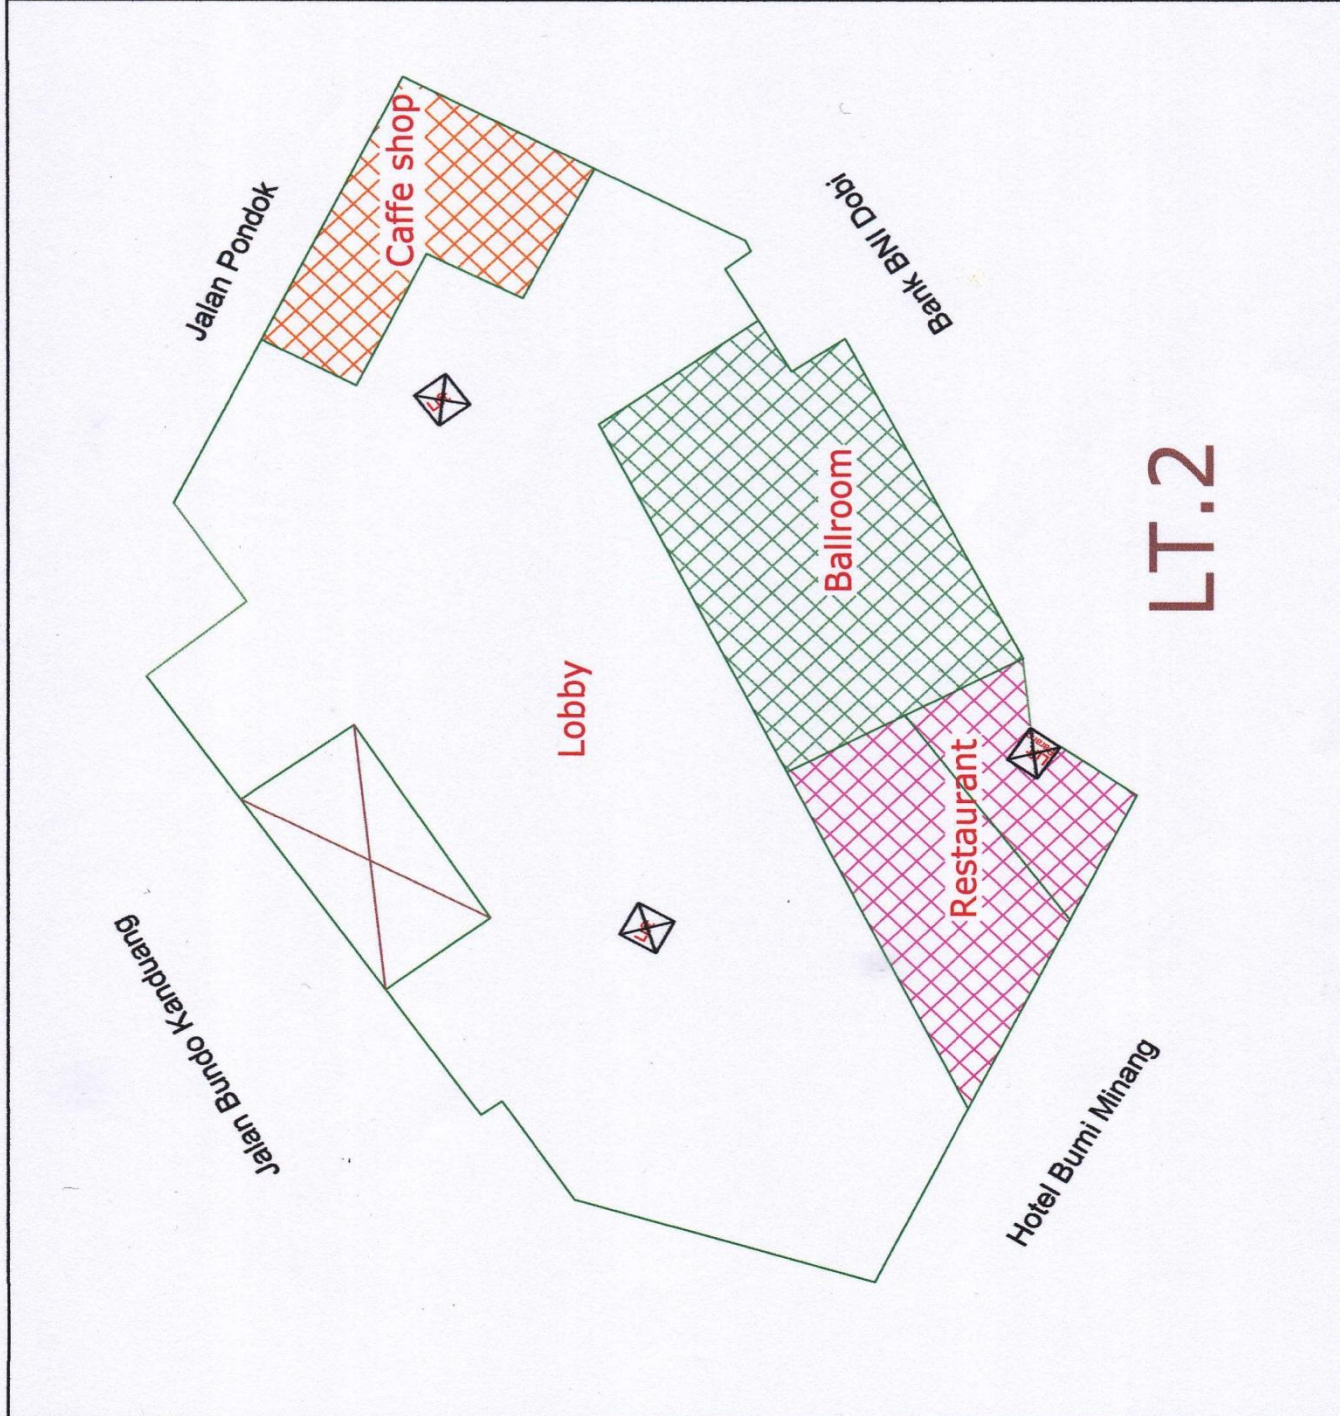 Jalan Bundo Kanduang
Jalan Pondok
Caffe shop
Lobby
Ballroom
Restaurant
Bank BNI Dobi
Hotel Bumi Minang
LT.2